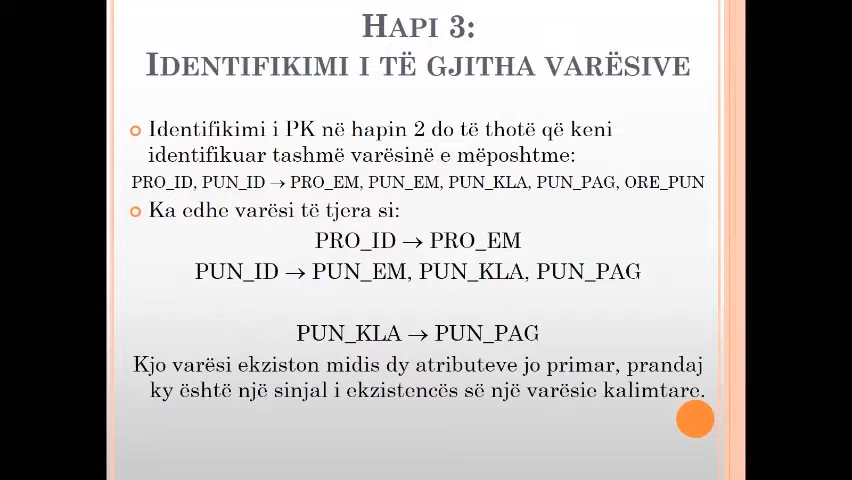 HAPI 3:
IDENTIFIKIMI I TË GJITHA VARËSIVE
Identifikimi i PK në hapin 2 do të thotë që keni
identifikuar tashmë varësinë e mëposhtme:
PRO_ID, PUN_ID → PRO_EM, PUN_EM, PUN_KLA, PUN_PAG, ORE_PUN
Ka edhe varësi të tjera si:
PRO_ID → PRO_EM
PUN_ID → PUN_EM, PUN_KLA, PUN_PAG
PUN_KLA → PUN_PAG
Kjo varësi ekziston midis dy atributeve jo primar, prandaj
ky është një sinjal i ekzistencës së një varësie kalimtare.